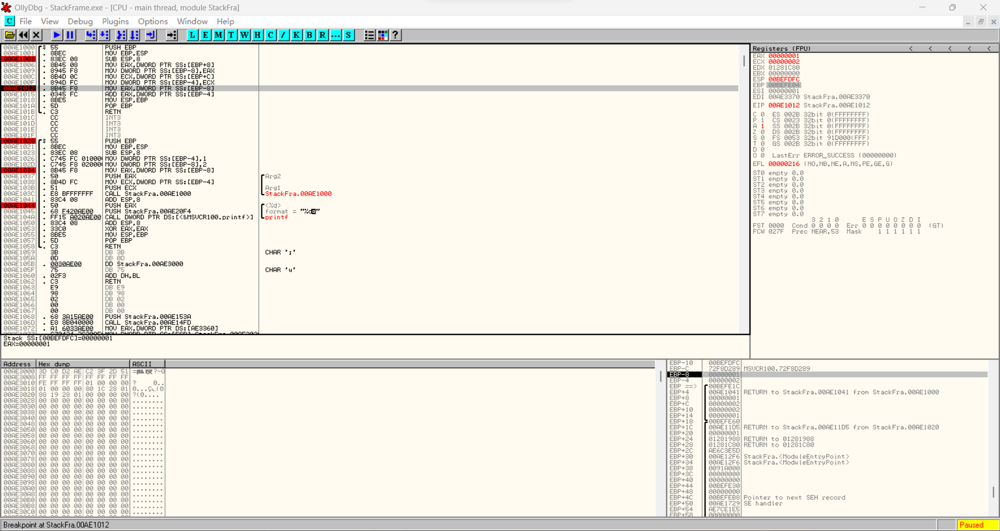 OllyDbg - StackFrame.exe - [CPU - main thread, module StackFra]
C File View Debug Plugins Options Window Help
L E M T W H C / K B R ... S ?
00AE1000 $ 55 PUSH EBP
00AE1001 . 8BEC MOV EBP,ESP
00AE1003 . 83EC 08 SUB ESP,8
00AE1006 . 8B45 08 MOV EAX,DWORD PTR SS:[EBP+8]
00AE1009 . 8945 F8 MOV DWORD PTR SS:[EBP-8],EAX
00AE100C . 8B4D 0C MOV ECX,DWORD PTR SS:[EBP+C]
00AE100F . 894D FC MOV DWORD PTR SS:[EBP-4],ECX
00AE1012 . 8B45 F8 MOV EAX,DWORD PTR SS:[EBP-8]
00AE1015 . 0345 FC ADD EAX,DWORD PTR SS:[EBP-4]
00AE1018 . 8BE5 MOV ESP,EBP
00AE101A . 5D POP EBP
00AE101B . C3 RETN
00AE101C CC INT3
00AE101D CC INT3
00AE101E CC INT3
00AE101F CC INT3
00AE1020 $ 55 PUSH EBP
00AE1021 . 8BEC MOV EBP,ESP
00AE1023 . 83EC 08 SUB ESP,8
00AE1026 . C745 FC 01000 MOV DWORD PTR SS:[EBP-4],1
00AE102D . C745 F8 02000 MOV DWORD PTR SS:[EBP-8],2
00AE1034 . 8B45 F8 MOV EAX,DWORD PTR SS:[EBP-8]
00AE1037 . 50 PUSH EAX Arg2
00AE1038 . 8B4D FC MOV ECX,DWORD PTR SS:[EBP-4]
00AE103B . 51 PUSH ECX Arg1
00AE103C . E8 BFFFFFFF CALL StackFra.00AE1000 StackFra.00AE1000
00AE1041 . 83C4 08 ADD ESP,8
00AE1044 . 50 PUSH EAX <%d>
00AE1045 . 68 F420AE00 PUSH StackFra.00AE20F4 format = "%d"
00AE104A . FF15 A020AE00 CALL DWORD PTR DS:[<&MSVCR100.printf>] printf
00AE1050 . 83C4 08 ADD ESP,8
00AE1053 . 33C0 XOR EAX,EAX
00AE1055 . 8BE5 MOV ESP,EBP
00AE1057 . 5D POP EBP
00AE1058 . C3 RETN
00AE1059 3B DB 3B CHAR ';'
00AE105A 0D DB 0D
00AE105B . 0030AE00 DD StackFra.00AE3000
00AE105F 75 DB 75 CHAR 'u'
00AE1060 . 02F3 ADD DH,BL
00AE1062 . C3 RETN
00AE1063 E9 DB E9
00AE1064 98 DB 98
00AE1065 02 DB 02
00AE1066 00 DB 00
00AE1067 00 DB 00
00AE1068 . 68 3A15AE00 PUSH StackFra.00AE153A
00AE106D . E8 8B040000 CALL StackFra.00AE14FD
00AE1072 . A1 6033AE00 MOV EAX,DWORD PTR DS:[AE3360]
Stack SS:[00BEFDFC]=00000001
EAX=00000001
Registers (FPU) < < < < <
EAX 00000001
ECX 00000002
EDX 01281C80
EBX 00000000
ESP 00BEFDFC
EBP 00BEFE04
ESI 00000001
EDI 00AE3370 StackFra.00AE3370
EIP 00AE1012 StackFra.00AE1012
C 0 ES 002B 32bit 0(FFFFFFFF)
P 1 CS 0023 32bit 0(FFFFFFFF)
A 1 SS 002B 32bit 0(FFFFFFFF)
Z 0 DS 002B 32bit 0(FFFFFFFF)
S 0 FS 0053 32bit 91D000(FFF)
T 0 GS 002B 32bit 0(FFFFFFFF)
D 0
O 0 LastErr ERROR_SUCCESS (00000000)
EFL 00000216 (NO,NB,NE,A,NS,PE,GE,G)
ST0 empty 0.0
ST1 empty 0.0
ST2 empty 0.0
ST3 empty 0.0
ST4 empty 0.0
ST5 empty 0.0
ST6 empty 0.0
ST7 empty 0.0
3 2 1 0 E S P U O Z D I
FST 0000 Cond 0 0 0 0 Err 0 0 0 0 0 0 0 0 (GT)
FCW 027F Prec NEAR,53 Mask 1 1 1 1 1 1
Address Hex dump ASCII
00AE3000 3D C0 D2 AE C2 3F 2D 51
00AE3008 FF FF FF FF FF FF FF FF
00AE3010 FE FF FF FF 01 00 00 00
00AE3018 01 00 00 00 80 1C 28 01
00AE3020 88 19 28 01 00 00 00 00 ?(0....
00AE3028 00 00 00 00 00 00 00 00 ........
00AE3030 00 00 00 00 00 00 00 00 ........
00AE3038 00 00 00 00 00 00 00 00 ........
00AE3040 00 00 00 00 00 00 00 00 ........
00AE3048 00 00 00 00 00 00 00 00 ........
00AE3050 00 00 00 00 00 00 00 00 ........
00AE3058 00 00 00 00 00 00 00 00 ........
00AE3060 00 00 00 00 00 00 00 00 ........
00AE3068 00 00 00 00 00 00 00 00 ........
00AE3070 00 00 00 00 00 00 00 00 ........
00AE3078 00 00 00 00 00 00 00 00 ........
00AE3080 00 00 00 00 00 00 00 00 ........
00AE3088 00 00 00 00 00 00 00 00 ........
00AE3090 00 00 00 00 00 00 00 00 ........
00AE3098 00 00 00 00 00 00 00 00 ........
00AE30A0 00 00 00 00 00 00 00 00 ........
00AE30A8 00 00 00 00 00 00 00 00 ........
00AE30B0 00 00 00 00 00 00 00 00 ........
00AE30B8 00 00 00 00 00 00 00 00 ........
00AE30C0 00 00 00 00 00 00 00 00 ........
EBP-10 00BEFDFC
EBP-C 72F8D289 MSVCR100.72F8D289
EBP-8 00000001
EBP-4 00000002
EBP ==> 00BEFE1C
EBP+4 00AE1041 RETURN to StackFra.00AE1041 from StackFra.00AE1000
EBP+8 00000001
EBP+C 00000002
EBP+10 00000002
EBP+14 00000001
EBP+18 00BEFE60
EBP+1C 00AE11D5 RETURN to StackFra.00AE11D5 from StackFra.00AE1020
EBP+20 00000001
EBP+24 01281988 RETURN to 01281988
EBP+28 01281C80 RETURN to 01281C80
EBP+2C AE6C3E5D
EBP+30 00AE12F6 StackFra.<ModuleEntryPoint>
EBP+34 00AE12F6 StackFra.<ModuleEntryPoint>
EBP+38 0091A000
EBP+3C 00000000
EBP+40 00000000
EBP+44 00BEFE30
EBP+48 00000000
EBP+4C 00BEFEB8 Pointer to next SEH record
EBP+50 00AE1729 SE handler
EBP+54 AE7CE1E5
EBP+58 00000000
Breakpoint at StackFra.00AE1012
Paused